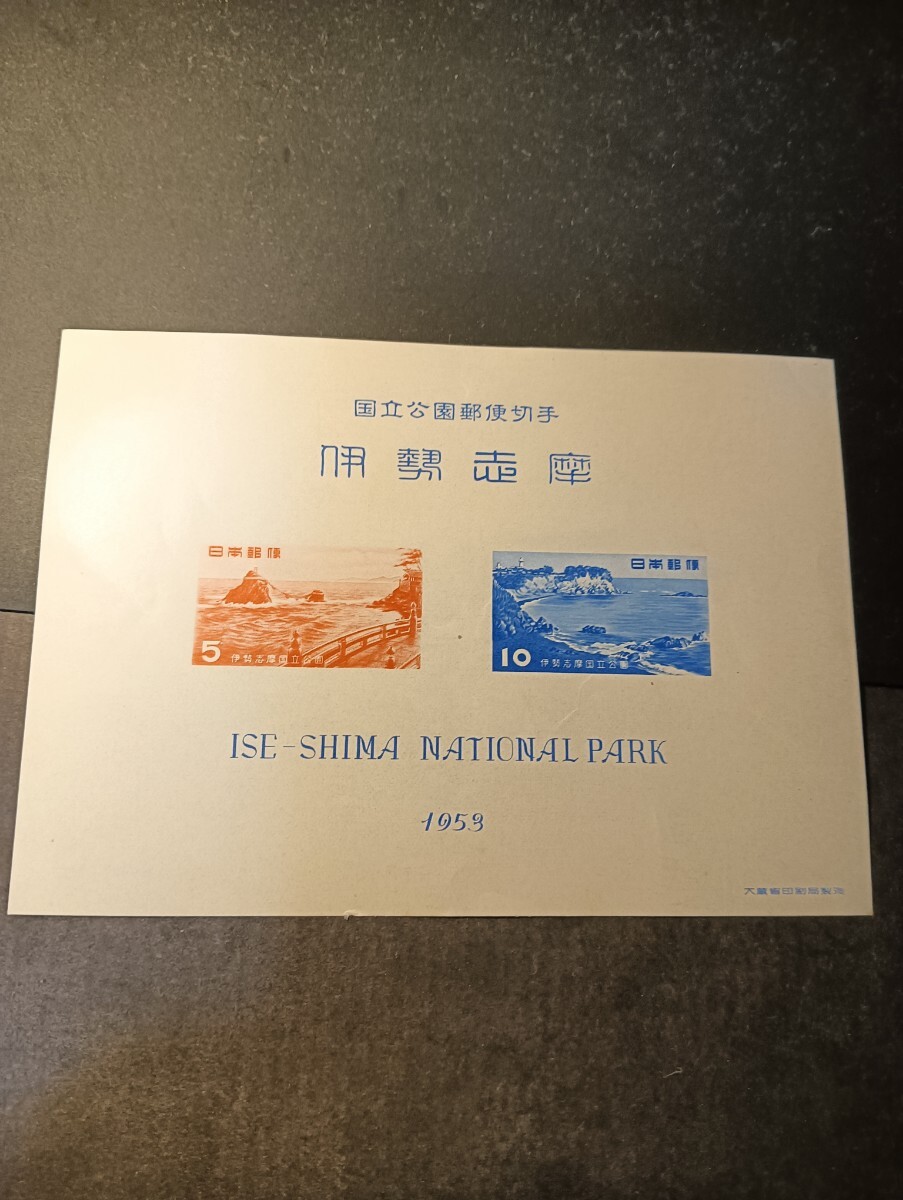 国立公園郵便切手
伊勢志摩
日本郵便
5 伊勢志摩国立公園
日本郵便
10 伊勢志摩国立公園
ISE-SHIMA NATIONAL PARK
1953
大蔵省印刷局製造